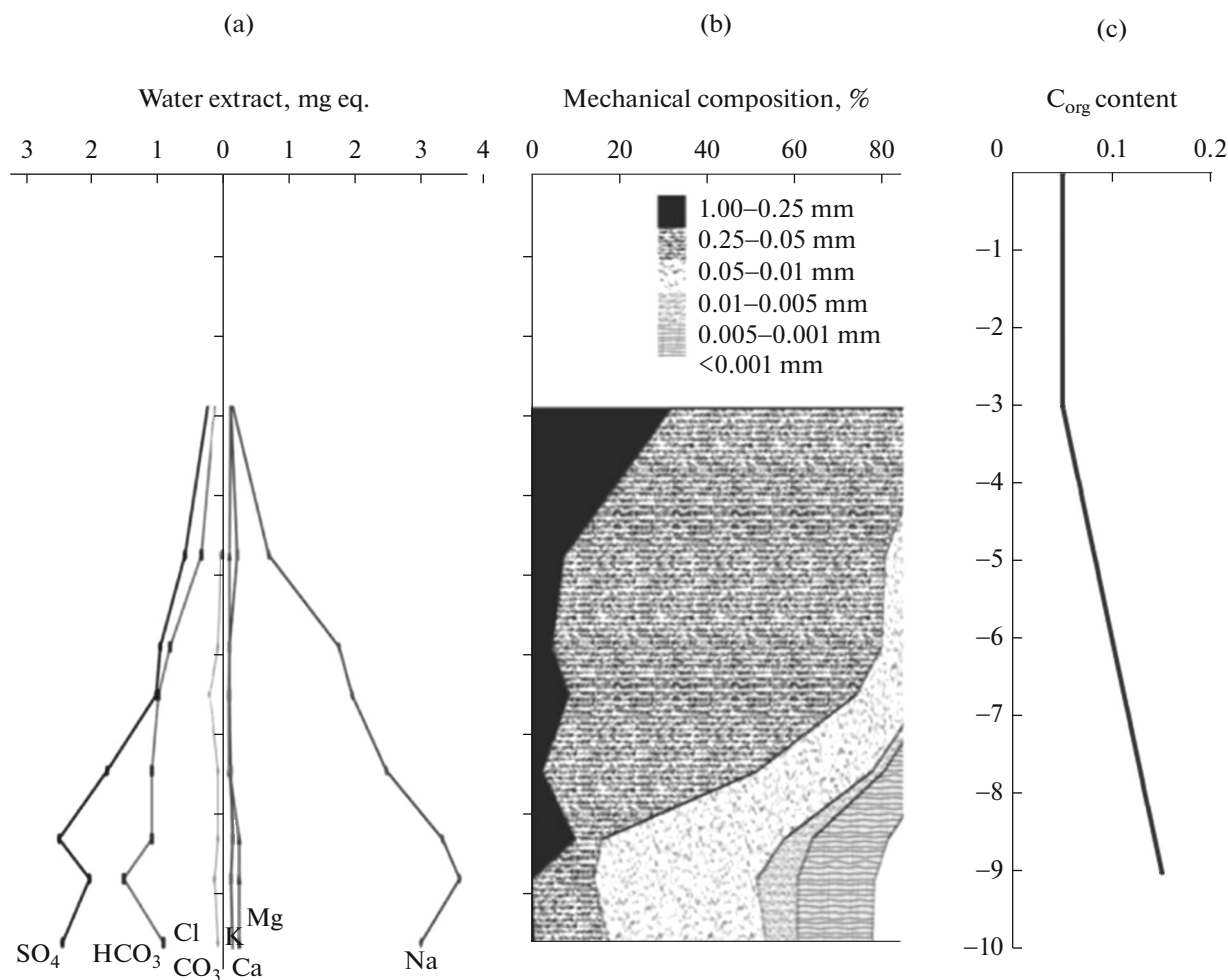 (a)
(b)
(c)
Water extract, mg eq.
Mechanical composition, %
C_org content
3 2 1 0 1 2 3 4
0 20 40 60 80
0 0.1 0.2
1.00–0.25 mm
0.25–0.05 mm
0.05–0.01 mm
0.01–0.005 mm
0.005–0.001 mm
<0.001 mm
–1
–2
–3
–4
–5
–6
–7
–8
–9
–10
SO4
HCO3
Cl
CO3
K
Ca
Mg
Na